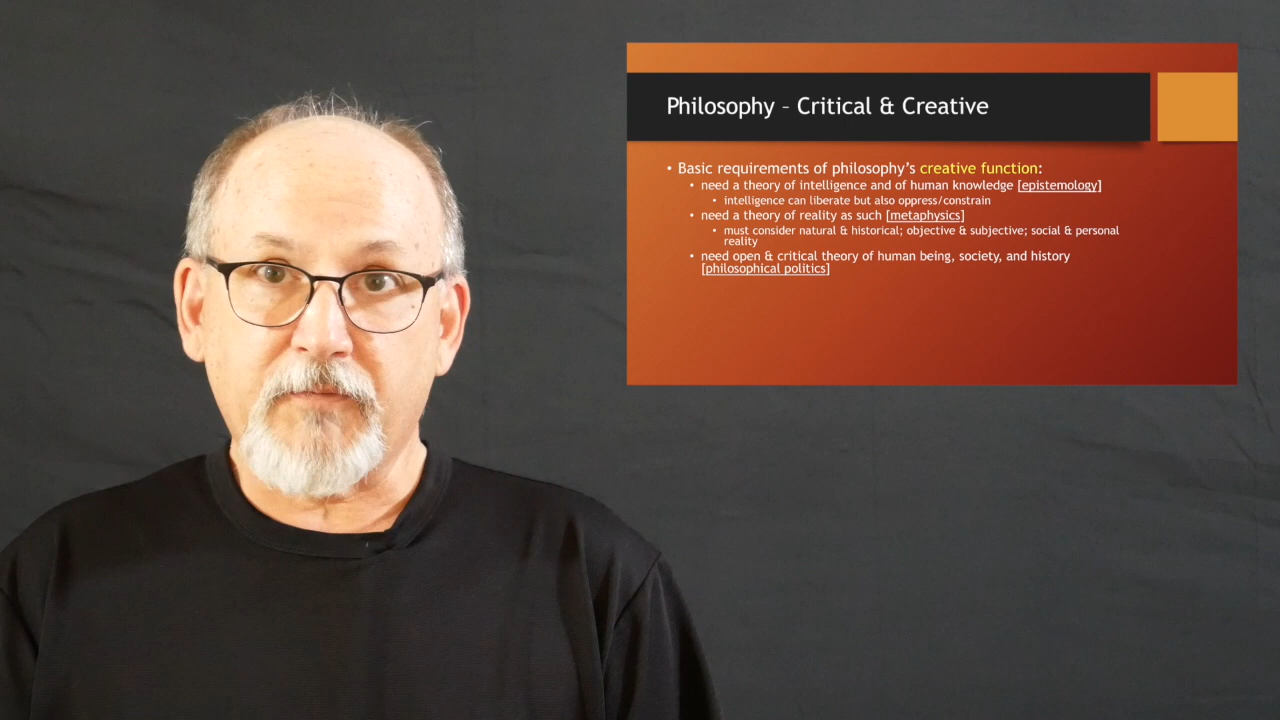 Philosophy – Critical & Creative
• Basic requirements of philosophy's creative function:
• need a theory of intelligence and of human knowledge [epistemology]
• intelligence can liberate but also oppress/constrain
• need a theory of reality as such [metaphysics]
• must consider natural & historical; objective & subjective; social & personal
reality
• need open & critical theory of human being, society, and history
[philosophical politics]